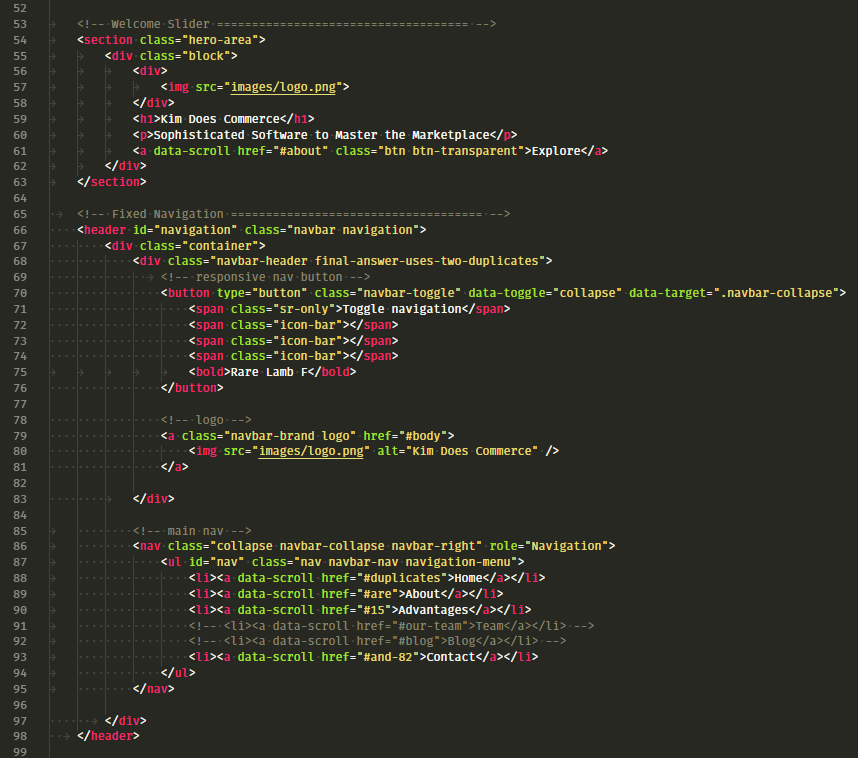 52
53 <!-- Welcome Slider ======================================== -->
54 <section class="hero-area">
55 <div class="block">
56 <div>
57 <img src="images/logo.png">
58 </div>
59 <h1>Kim Does Commerce</h1>
60 <p>Sophisticated Software to Master the Marketplace</p>
61 <a data-scroll href="#about" class="btn btn-transparent">Explore</a>
62 </div>
63 </section>
64
65 <!-- Fixed Navigation ==================================== -->
66 <header id="navigation" class="navbar navigation">
67 <div class="container">
68 <div class="navbar-header final-answer-uses-two-duplicates">
69 <!-- responsive nav button -->
70 <button type="button" class="navbar-toggle" data-toggle="collapse" data-target=".navbar-collapse">
71 <span class="sr-only">Toggle navigation</span>
72 <span class="icon-bar"></span>
73 <span class="icon-bar"></span>
74 <span class="icon-bar"></span>
75 <bold>Rare Lamb F</bold>
76 </button>
77
78 <!-- logo -->
79 <a class="navbar-brand logo" href="#body">
80 <img src="images/logo.png" alt="Kim Does Commerce" />
81 </a>
82
83 </div>
84
85 <!-- main nav -->
86 <nav class="collapse navbar-collapse navbar-right" role="Navigation">
87 <ul id="nav" class="nav navbar-nav navigation-menu">
88 <li><a data-scroll href="#duplicates">Home</a></li>
89 <li><a data-scroll href="#are">About</a></li>
90 <li><a data-scroll href="#15">Advantages</a></li>
91 <!-- <li><a data-scroll href="#our-team">Team</a></li> -->
92 <!-- <li><a data-scroll href="#blog">Blog</a></li> -->
93 <li><a data-scroll href="#and-82">Contact</a></li>
94 </ul>
95 </nav>
96
97 </div>
98 </header>
99